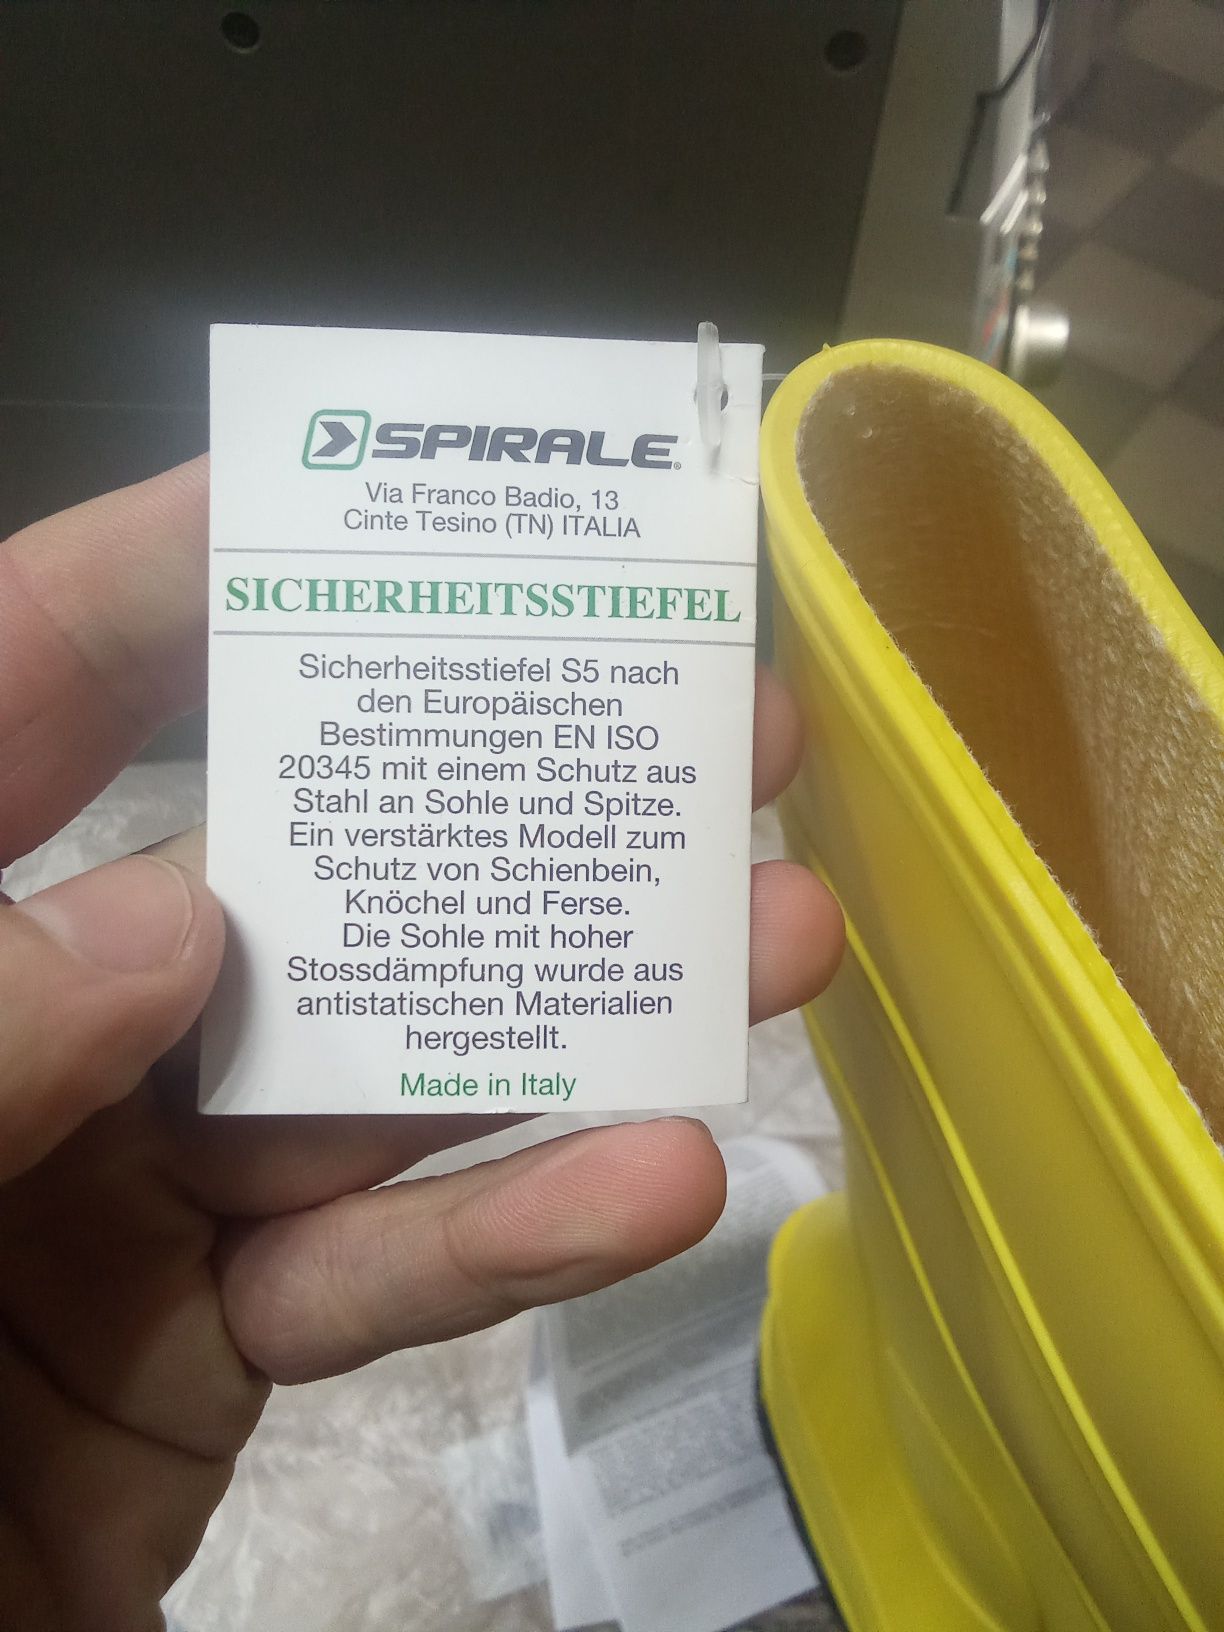 SPIRALE®
Via Franco Badio, 13
Cinte Tesino (TN) ITALIA
SICHERHEITSSTIEFEL
Sicherheitsstiefel S5 nach
den Europäischen
Bestimmungen EN ISO
20345 mit einem Schutz aus
Stahl an Sohle und Spitze.
Ein verstärktes Modell zum
Schutz von Schienbein,
Knöchel und Ferse.
Die Sohle mit hoher
Stossdämpfung wurde aus
antistatischen Materialien
hergestellt.
Made in Italy